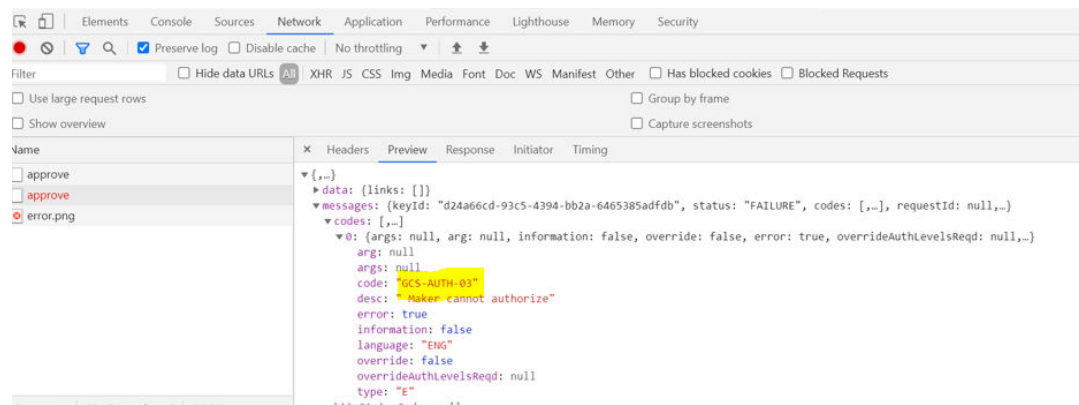 Elements Console Sources Network Application Performance Lighthouse Memory Security
Preserve log Disable cache No throttling
Filter Hide data URLs All XHR JS CSS Img Media Font Doc WS Manifest Other Has blocked cookies Blocked Requests
Use large request rows Group by frame
Show overview Capture screenshots
Name × Headers Preview Response Initiator Timing
approve
approve
error.png
▼{,…}
▶data: {links: []}
▼messages: {keyId: "d24a66cd-93c5-4394-bb2a-6465385adfdb", status: "FAILURE", codes: [,…], requestId: null,…}
▼codes: [,…]
▼0: {args: null, arg: null, information: false, override: false, error: true, overrideAuthLevelsReqd: null,…}
arg: null
args: null
code: "GCS-AUTH-03"
desc: " Maker cannot authorize"
error: true
information: false
language: "ENG"
override: false
overrideAuthLevelsReqd: null
type: "E"